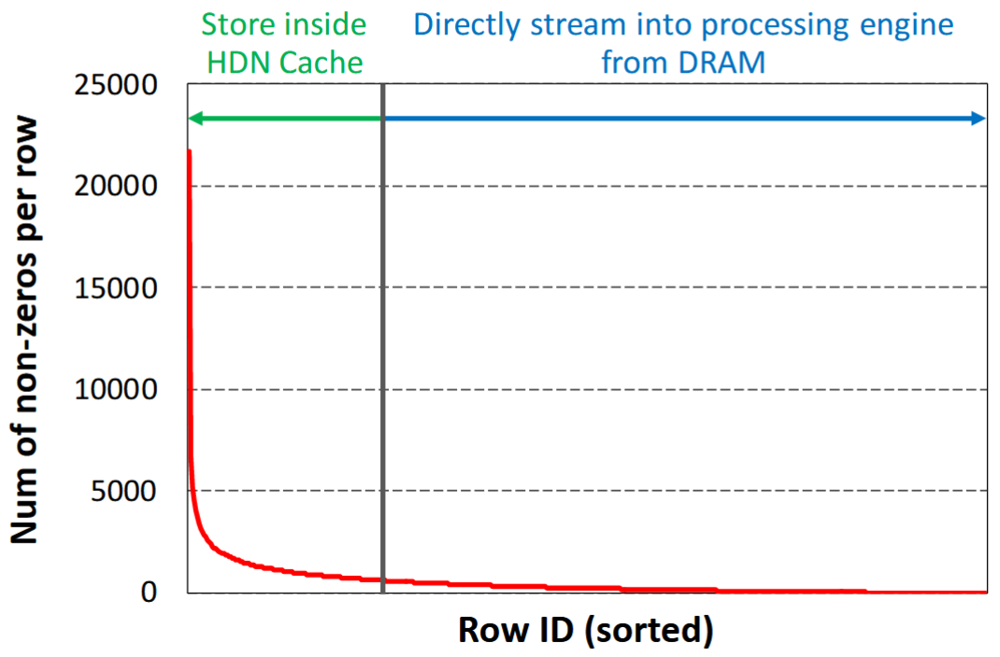 Store inside
HDN Cache
Directly stream into processing engine
from DRAM
25000
20000
15000
10000
5000
0
Num of non-zeros per row
Row ID (sorted)